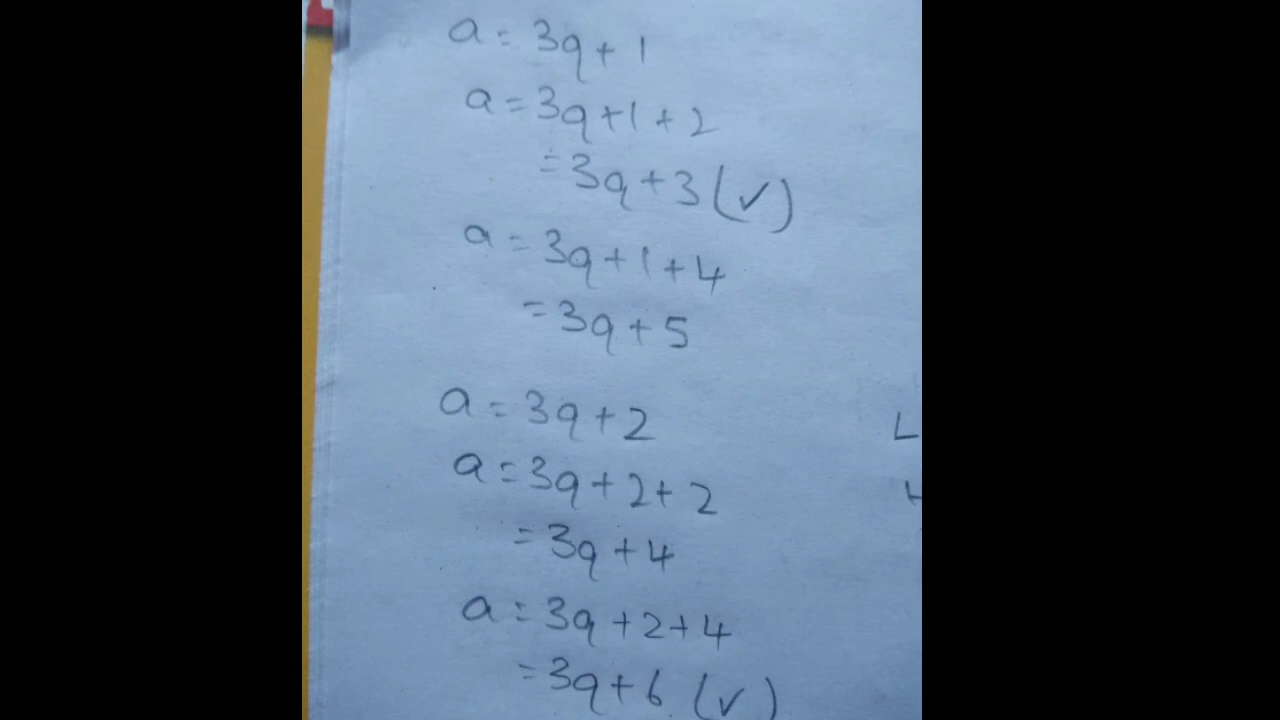 a = 3q + 1
a = 3q + 1 + 2
= 3q + 3 (✓)
a = 3q + 1 + 4
= 3q + 5
a = 3q + 2
a = 3q + 2 + 2
= 3q + 4
a = 3q + 2 + 4
= 3q + 6 (✓)